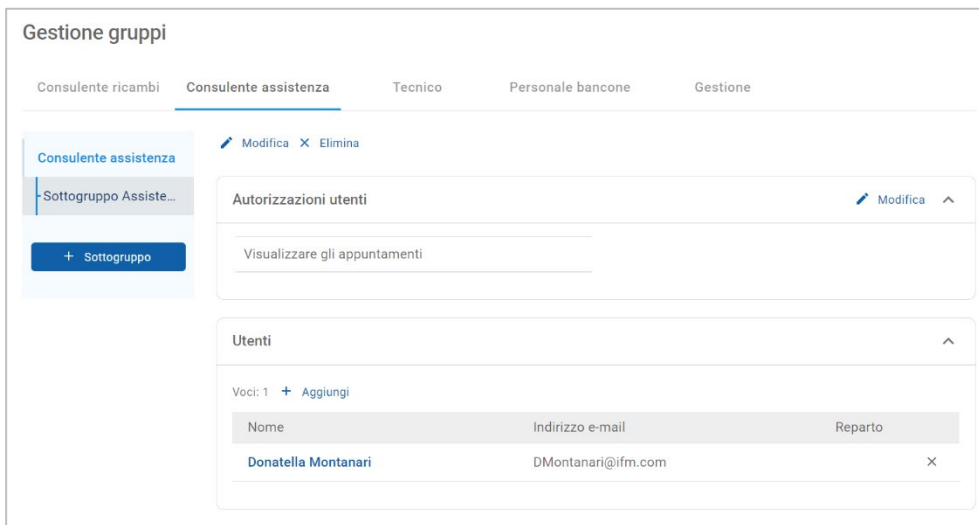 Gestione gruppi
Consulente ricambi Consulente assistenza Tecnico Personale bancone Gestione
Consulente assistenza
Sottogruppo Assiste...
+ Sottogruppo
Modifica × Elimina
Autorizzazioni utenti Modifica
Visualizzare gli appuntamenti
Utenti
Voci: 1 + Aggiungi
Nome Indirizzo e-mail Reparto
Donatella Montanari DMontanari@ifm.com ×